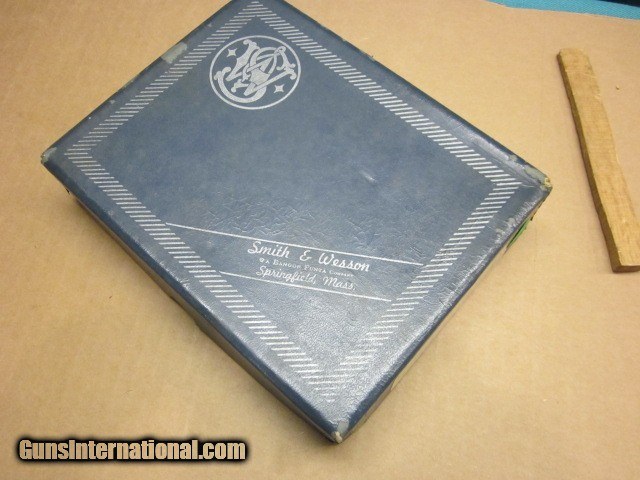 Smith & Wesson
A BANGOR PUNTA COMPANY
Springfield, Mass.
GunsInternational.com